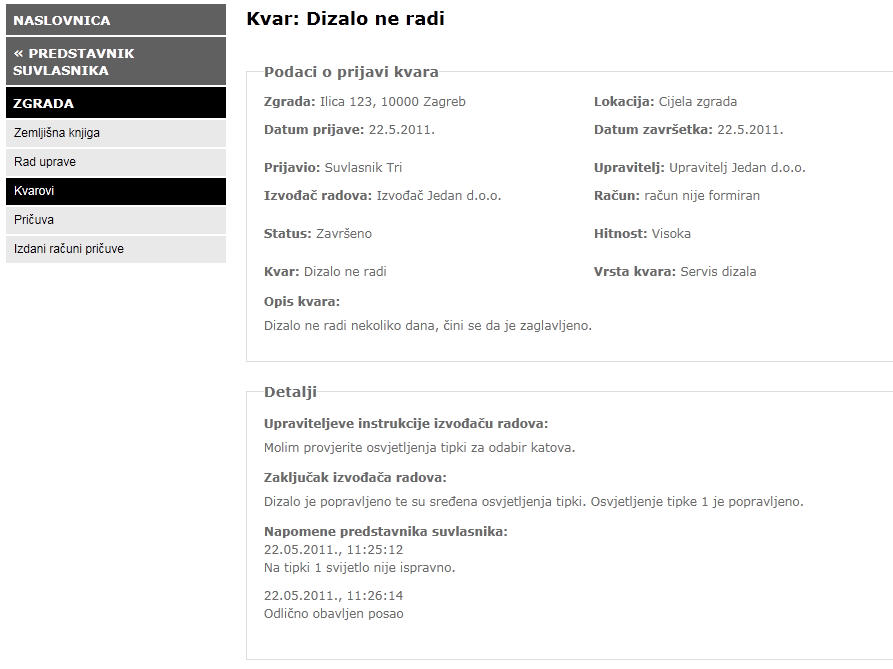 NASLOVNICA
« PREDSTAVNIK
SUVLASNIKA
ZGRADA
Zemljišna knjiga
Rad uprave
Kvarovi
Pričuva
Izdani računi pričuve
Kvar: Dizalo ne radi
Podaci o prijavi kvara
Zgrada: Ilica 123, 10000 Zagreb
Lokacija: Cijela zgrada
Datum prijave: 22.5.2011.
Datum završetka: 22.5.2011.
Prijavio: Suvlasnik Tri
Upravitelj: Upravitelj Jedan d.o.o.
Izvođač radova: Izvođač Jedan d.o.o.
Račun: račun nije formiran
Status: Završeno
Hitnost: Visoka
Kvar: Dizalo ne radi
Vrsta kvara: Servis dizala
Opis kvara:
Dizalo ne radi nekoliko dana, čini se da je zaglavljeno.
Detalji
Upraviteljeve instrukcije izvođaču radova:
Molim provjerite osvjetljenja tipki za odabir katova.
Zaključak izvođača radova:
Dizalo je popravljeno te su sređena osvjetljenja tipki. Osvjetljenje tipke 1 je popravljeno.
Napomene predstavnika suvlasnika:
22.05.2011., 11:25:12
Na tipki 1 svijetlo nije ispravno.
22.05.2011., 11:26:14
Odlično obavljen posao